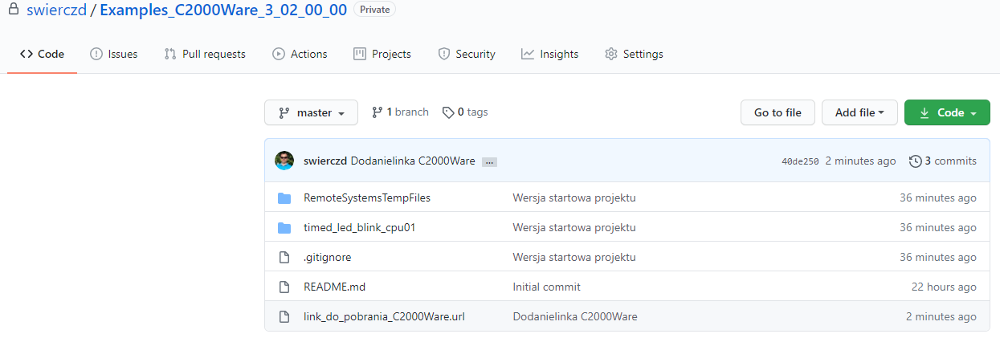 swierczd / Examples_C2000Ware_3_02_00_00 Private
Code Issues Pull requests Actions Projects Security Insights Settings
master 1 branch 0 tags Go to file Add file Code
swierczd Dodanielinka C2000Ware ... 40de250 2 minutes ago 3 commits
RemoteSystemsTempFiles Wersja startowa projektu 36 minutes ago
timed_led_blink_cpu01 Wersja startowa projektu 36 minutes ago
.gitignore Wersja startowa projektu 36 minutes ago
README.md Initial commit 22 hours ago
link_do_pobrania_C2000Ware.url Dodanielinka C2000Ware 2 minutes ago